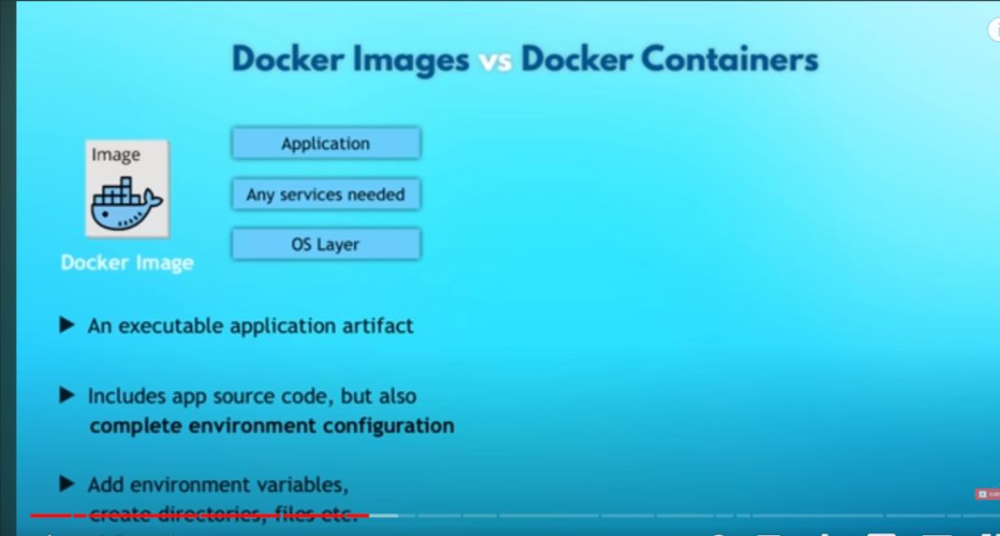 Docker Images vs Docker Containers
Image
Application
Any services needed
OS Layer
Docker Image
An executable application artifact
Includes app source code, but also
complete environment configuration
Add environment variables,
create directories, files etc.